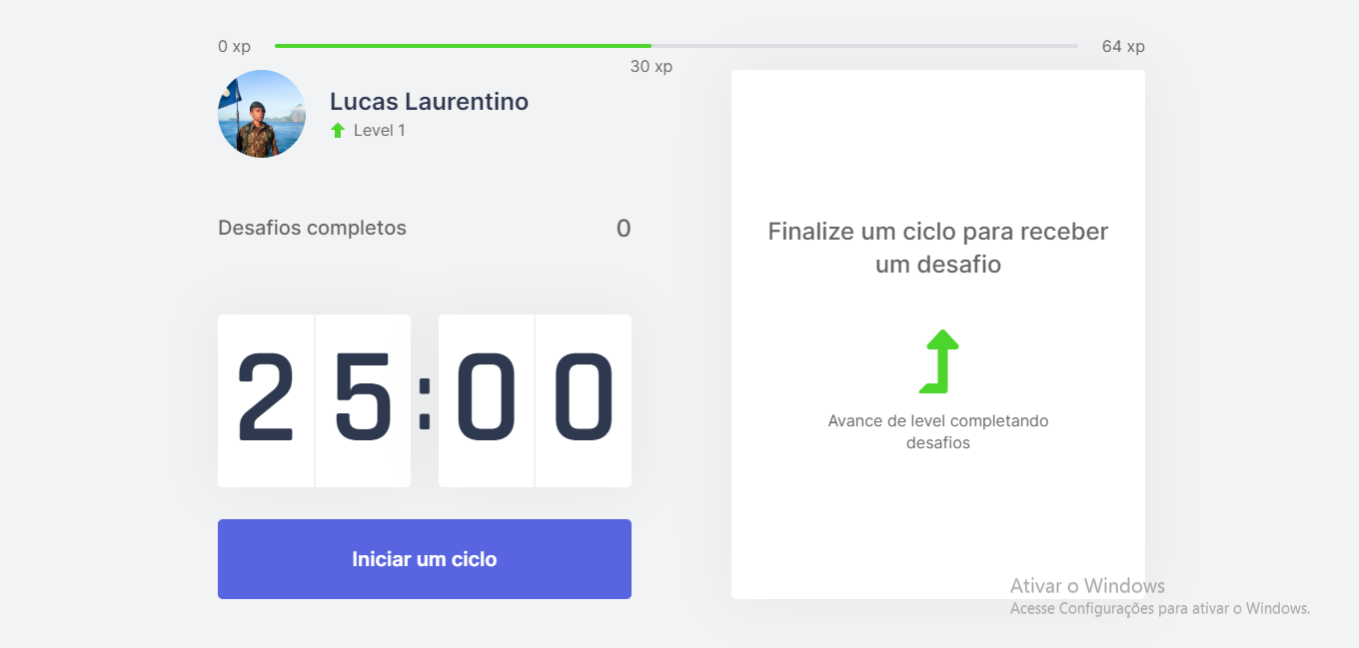 0 xp
30 xp
64 xp
Lucas Laurentino
Level 1
Desafios completos
0
25:00
Iniciar um ciclo
Finalize um ciclo para receber
um desafio
Avance de level completando
desafios
Ativar o Windows
Acesse Configurações para ativar o Windows.